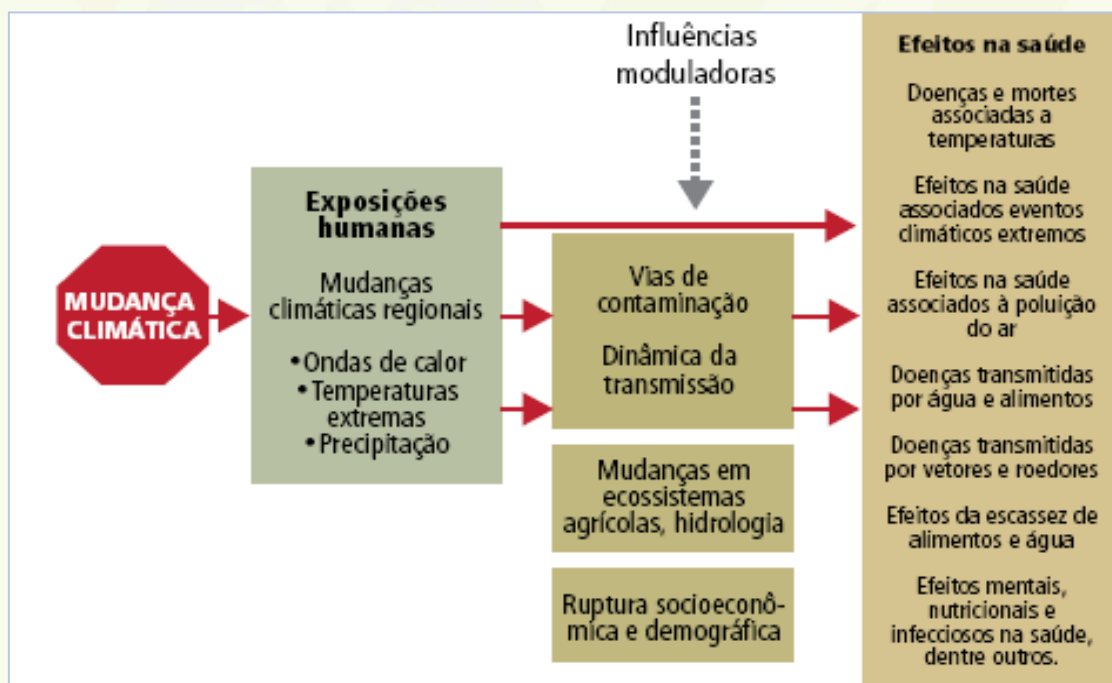 MUDANÇA
CLIMÁTICA
Exposições
humanas
Mudanças
climáticas regionais
•Ondas de calor
•Temperaturas
extremas
•Precipitação
Influências
moduladoras
Vias de
contaminação
Dinâmica da
transmissão
Mudanças em
ecossistemas
agrícolas, hidrologia
Ruptura socioeconô-
mica e demográfica
Efeitos na saúde
Doenças e mortes
associadas a
temperaturas
Efeitos na saúde
associados eventos
climáticos extremos
Efeitos na saúde
associados à poluição
do ar
Doenças transmitidas
por água e alimentos
Doenças transmitidas
por vetores e roedores
Efeitos da escassez de
alimentos e água
Efeitos mentais,
nutricionais e
infecciosos na saúde,
dentre outros.